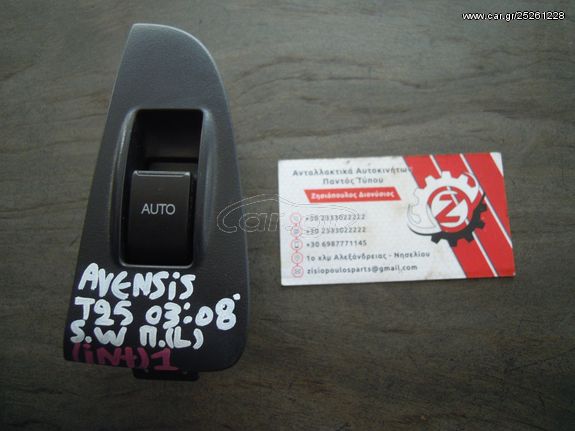 www.car.gr/25261228
AUTO
AVENSIS
T25 03:08
S.W Π.(L)
(iNt)1
Ανταλλακτικά Αυτοκινήτων
Παντός Τύπου
Ζησιόπουλος Διονύσιος
+30 2333022222
+30 2333022222
+30 6987771145
1ο χλμ Αλεξάνδρειας - Νησελίου
zisiopoulosparts@gmail.com